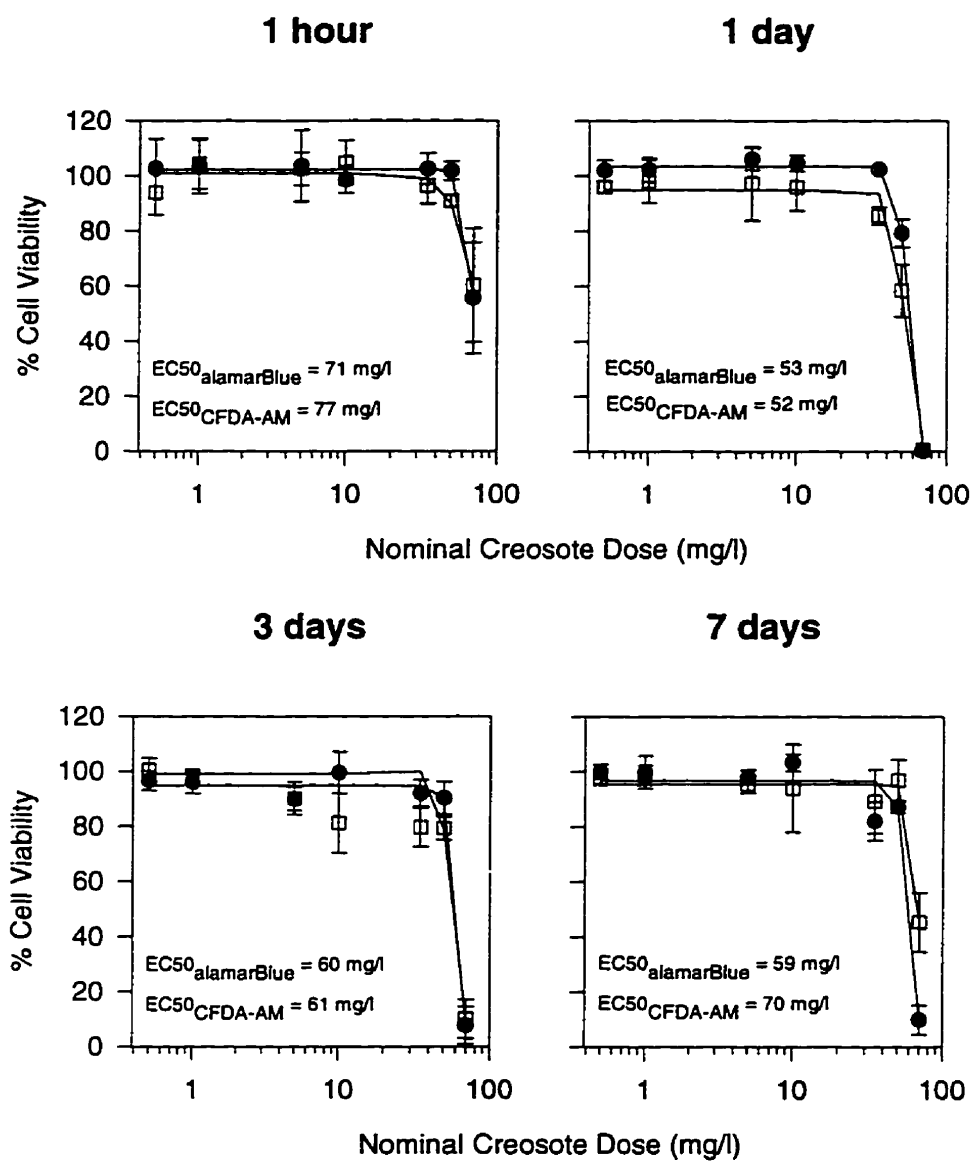 1 hour
1 day
% Cell Viability
120
100
80
60
40
20
0
EC50alamarBlue = 71 mg/l
EC50CFDA-AM = 77 mg/l
EC50alamarBlue = 53 mg/l
EC50CFDA-AM = 52 mg/l
1 10 100
1 10 100
Nominal Creosote Dose (mg/l)
3 days
7 days
% Cell Viability
120
100
80
60
40
20
0
EC50alamarBlue = 60 mg/l
EC50CFDA-AM = 61 mg/l
EC50alamarBlue = 59 mg/l
EC50CFDA-AM = 70 mg/l
1 10 100
1 10 100
Nominal Creosote Dose (mg/l)